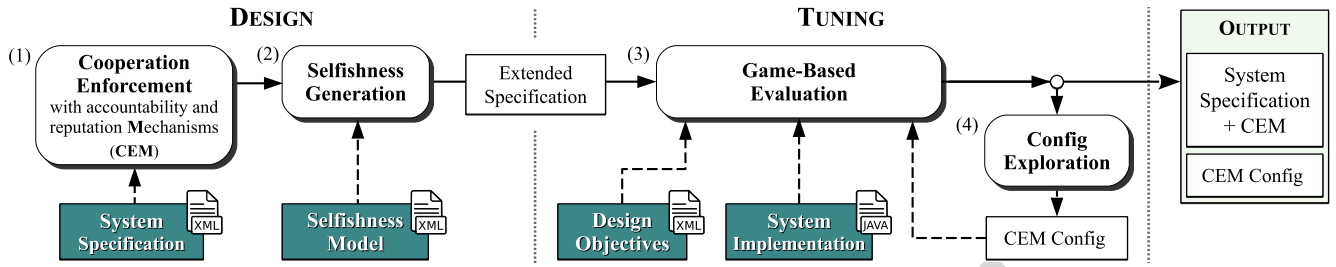 DESIGN
TUNING
OUTPUT
(1)
Cooperation
Enforcement
with accountability and
reputation Mechanisms
(CEM)
(2)
Selfishness
Generation
Extended
Specification
(3)
Game-Based
Evaluation
(4)
Config
Exploration
System
Specification
+ CEM
CEM Config
System
Specification
XML
Selfishness
Model
XML
Design
Objectives
XML
System
Implementation
JAVA
CEM Config